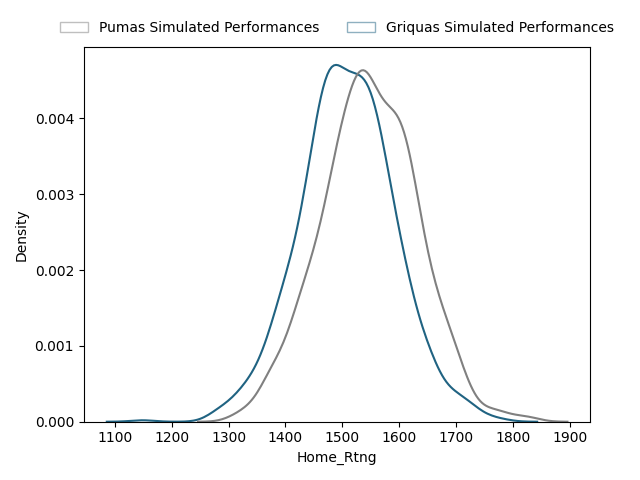 Pumas Simulated Performances
Griquas Simulated Performances
Density
0.004
0.003
0.002
0.001
0.000
1100 1200 1300 1400 1500 1600 1700 1800 1900
Home_Rtng